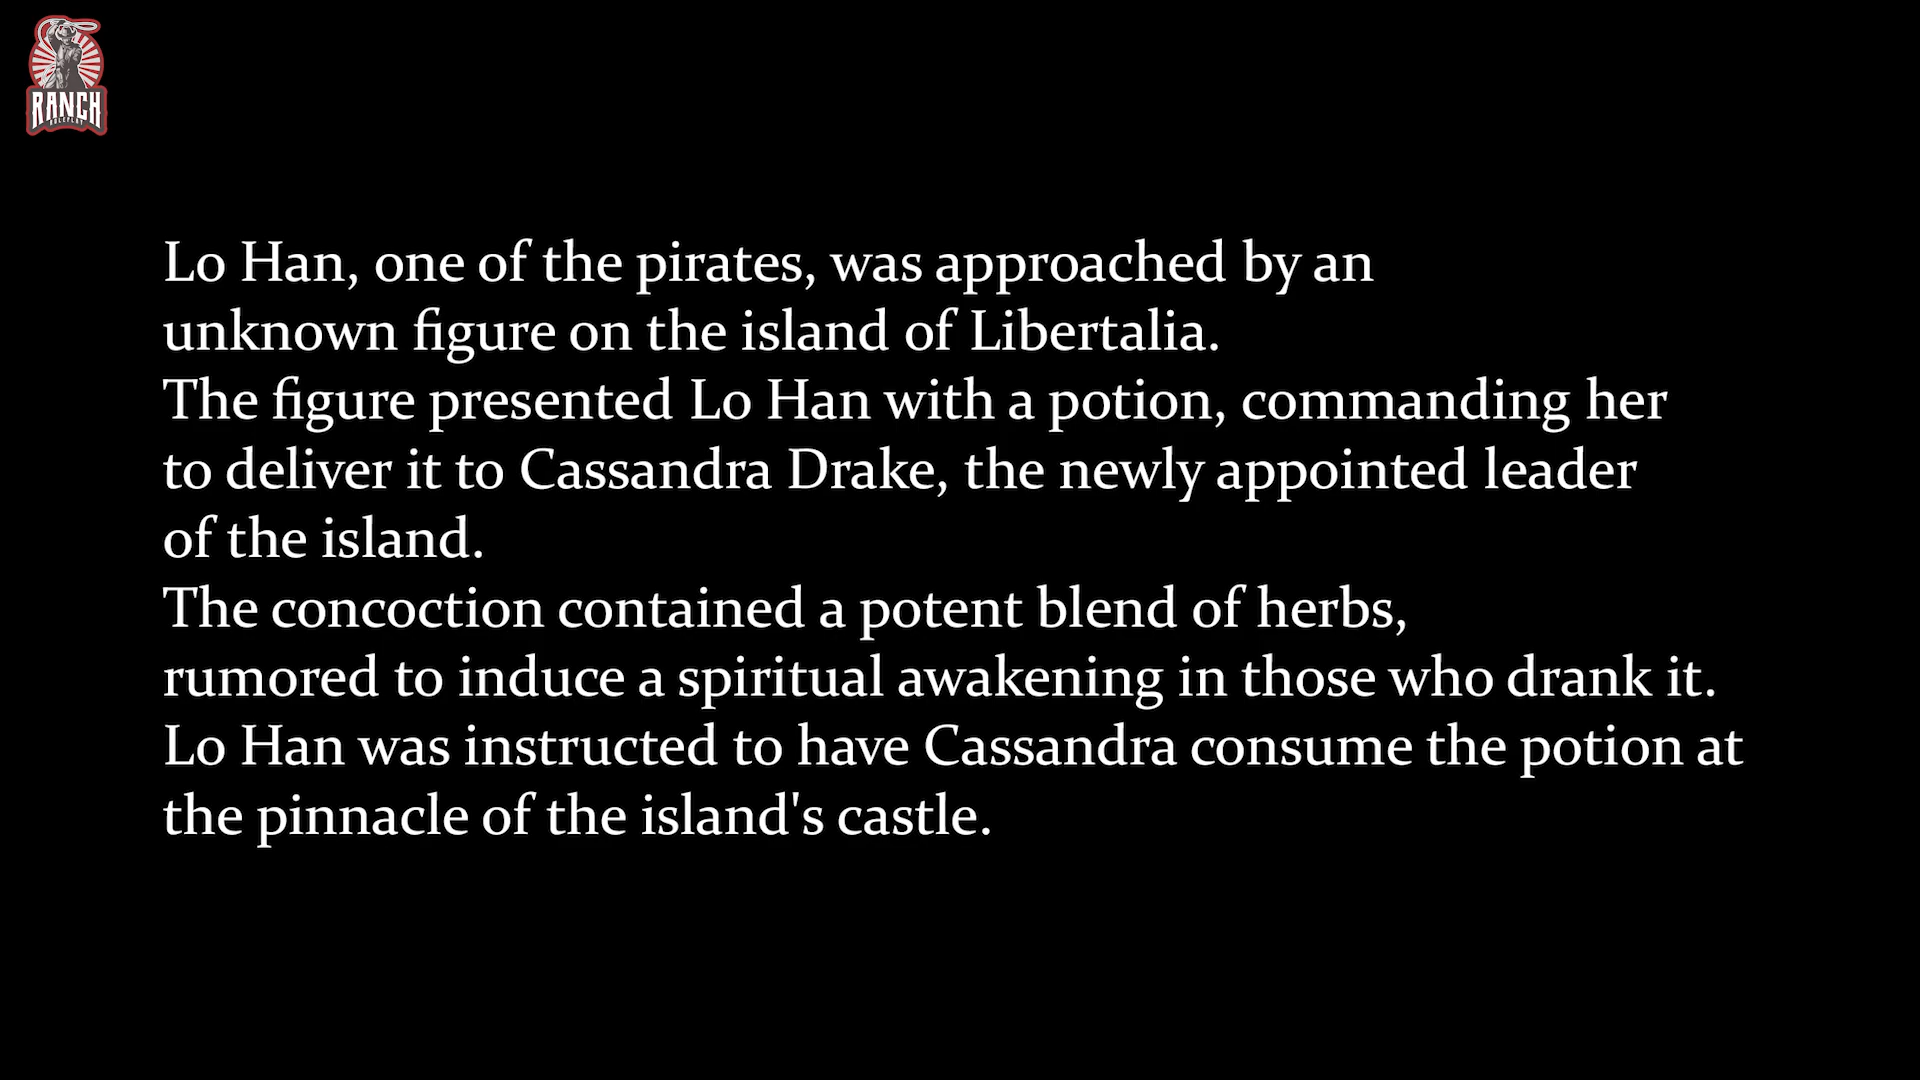 RANCH
ROLEPLAY
Lo Han, one of the pirates, was approached by an
unknown figure on the island of Libertalia.
The figure presented Lo Han with a potion, commanding her
to deliver it to Cassandra Drake, the newly appointed leader
of the island.
The concoction contained a potent blend of herbs,
rumored to induce a spiritual awakening in those who drank it.
Lo Han was instructed to have Cassandra consume the potion at
the pinnacle of the island's castle.